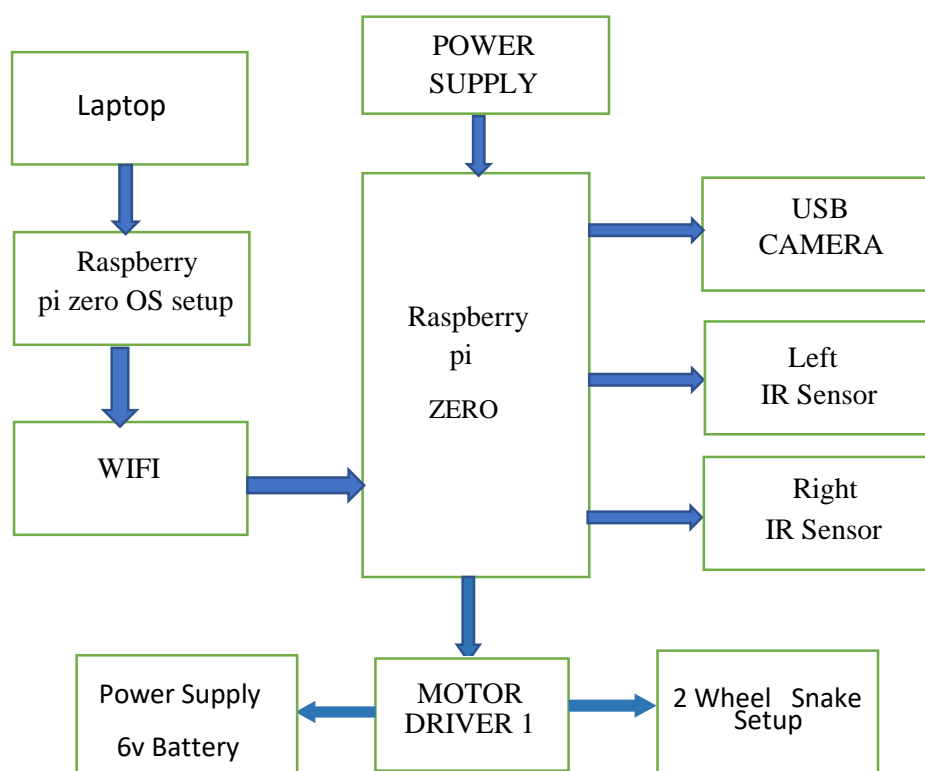 Laptop
POWER
SUPPLY
Raspberry
pi zero OS setup
WIFI
Raspberry
pi
ZERO
USB
CAMERA
Left
IR Sensor
Right
IR Sensor
Power Supply
6v Battery
MOTOR
DRIVER 1
2 Wheel Snake
Setup